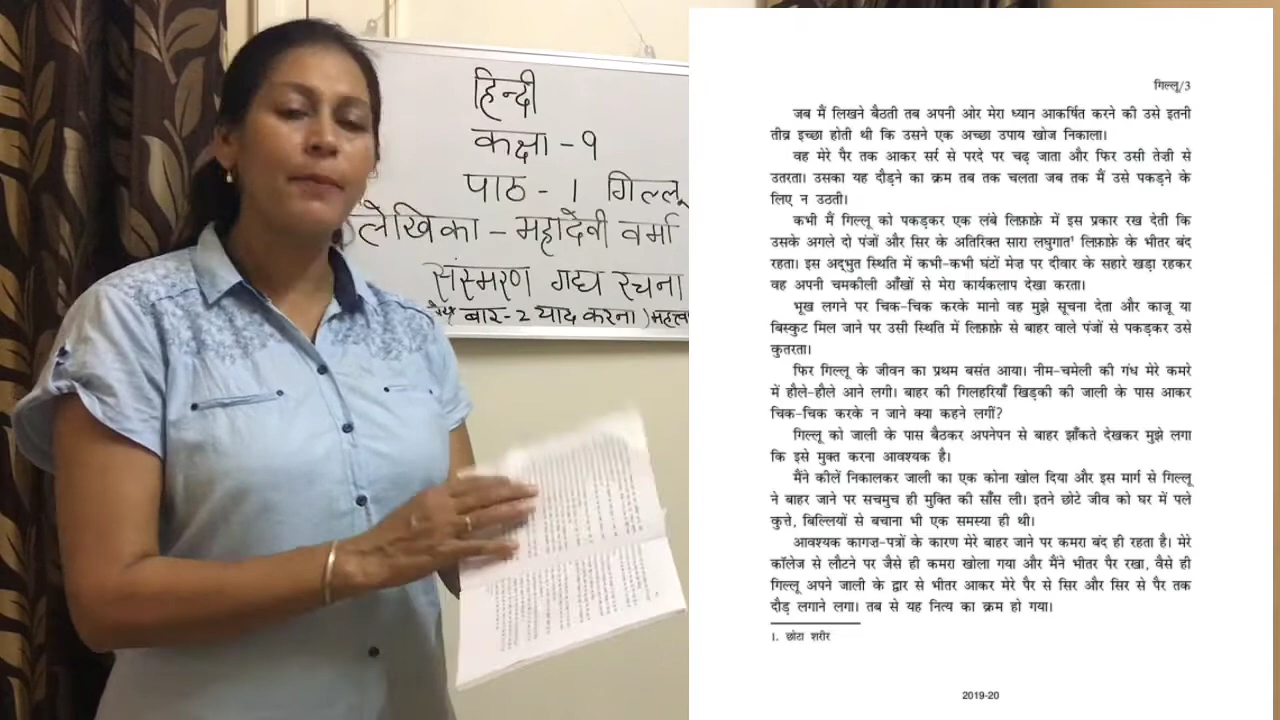 हिन्दी
कक्षा - ९
पाठ - 1 गिल्लू
लेखिका - महादेवी वर्मा
संस्मरण गद्य रचना
बार-2 याद करना)
गिल्लू/3
जब मैं लिखने बैठती तब अपनी ओर मेरा ध्यान आकर्षित करने की उसे इतनी
तीव्र इच्छा होती थी कि उसने एक अच्छा उपाय खोज निकाला।
वह मेरे पैर तक आकर सर्र से परदे पर चढ़ जाता और फिर उसी तेज़ी से
उतरता। उसका यह दौड़ने का क्रम तब तक चलता जब तक मैं उसे पकड़ने के
लिए न उठती।
कभी मैं गिल्लू को पकड़कर एक लंबे लिफ़ाफ़े में इस प्रकार रख देती कि
उसके अगले दो पंजों और सिर के अतिरिक्त सारा लघुगात¹ लिफ़ाफ़े के भीतर बंद
रहता। इस अद्भुत स्थिति में कभी-कभी घंटों मेज़ पर दीवार के सहारे खड़ा रहकर
वह अपनी चमकीली आँखों से मेरा कार्यकलाप देखा करता।
भूख लगने पर चिक-चिक करके मानो वह मुझे सूचना देता और काजू या
बिस्कुट मिल जाने पर उसी स्थिति में लिफ़ाफ़े से बाहर वाले पंजों से पकड़कर उसे
कुतरता।
फिर गिल्लू के जीवन का प्रथम बसंत आया। नीम-चमेली की गंध मेरे कमरे
में हौले-हौले आने लगी। बाहर की गिलहरियाँ खिड़की की जाली के पास आकर
चिक-चिक करके न जाने क्या कहने लगीं?
गिल्लू को जाली के पास बैठकर अपनेपन से बाहर झाँकते देखकर मुझे लगा
कि इसे मुक्त करना आवश्यक है।
मैंने कीलें निकालकर जाली का एक कोना खोल दिया और इस मार्ग से गिल्लू
ने बाहर जाने पर सचमुच ही मुक्ति की साँस ली। इतने छोटे जीव को घर में पले
कुत्ते, बिल्लियों से बचाना भी एक समस्या ही थी।
आवश्यक कागज़-पत्रों के कारण मेरे बाहर जाने पर कमरा बंद ही रहता है। मेरे
कॉलेज से लौटने पर जैसे ही कमरा खोला गया और मैंने भीतर पैर रखा, वैसे ही
गिल्लू अपने जाली के द्वार से भीतर आकर मेरे पैर से सिर और सिर से पैर तक
दौड़ लगाने लगा। तब से यह नित्य का क्रम हो गया।
1. छोटा शरीर
2019-20